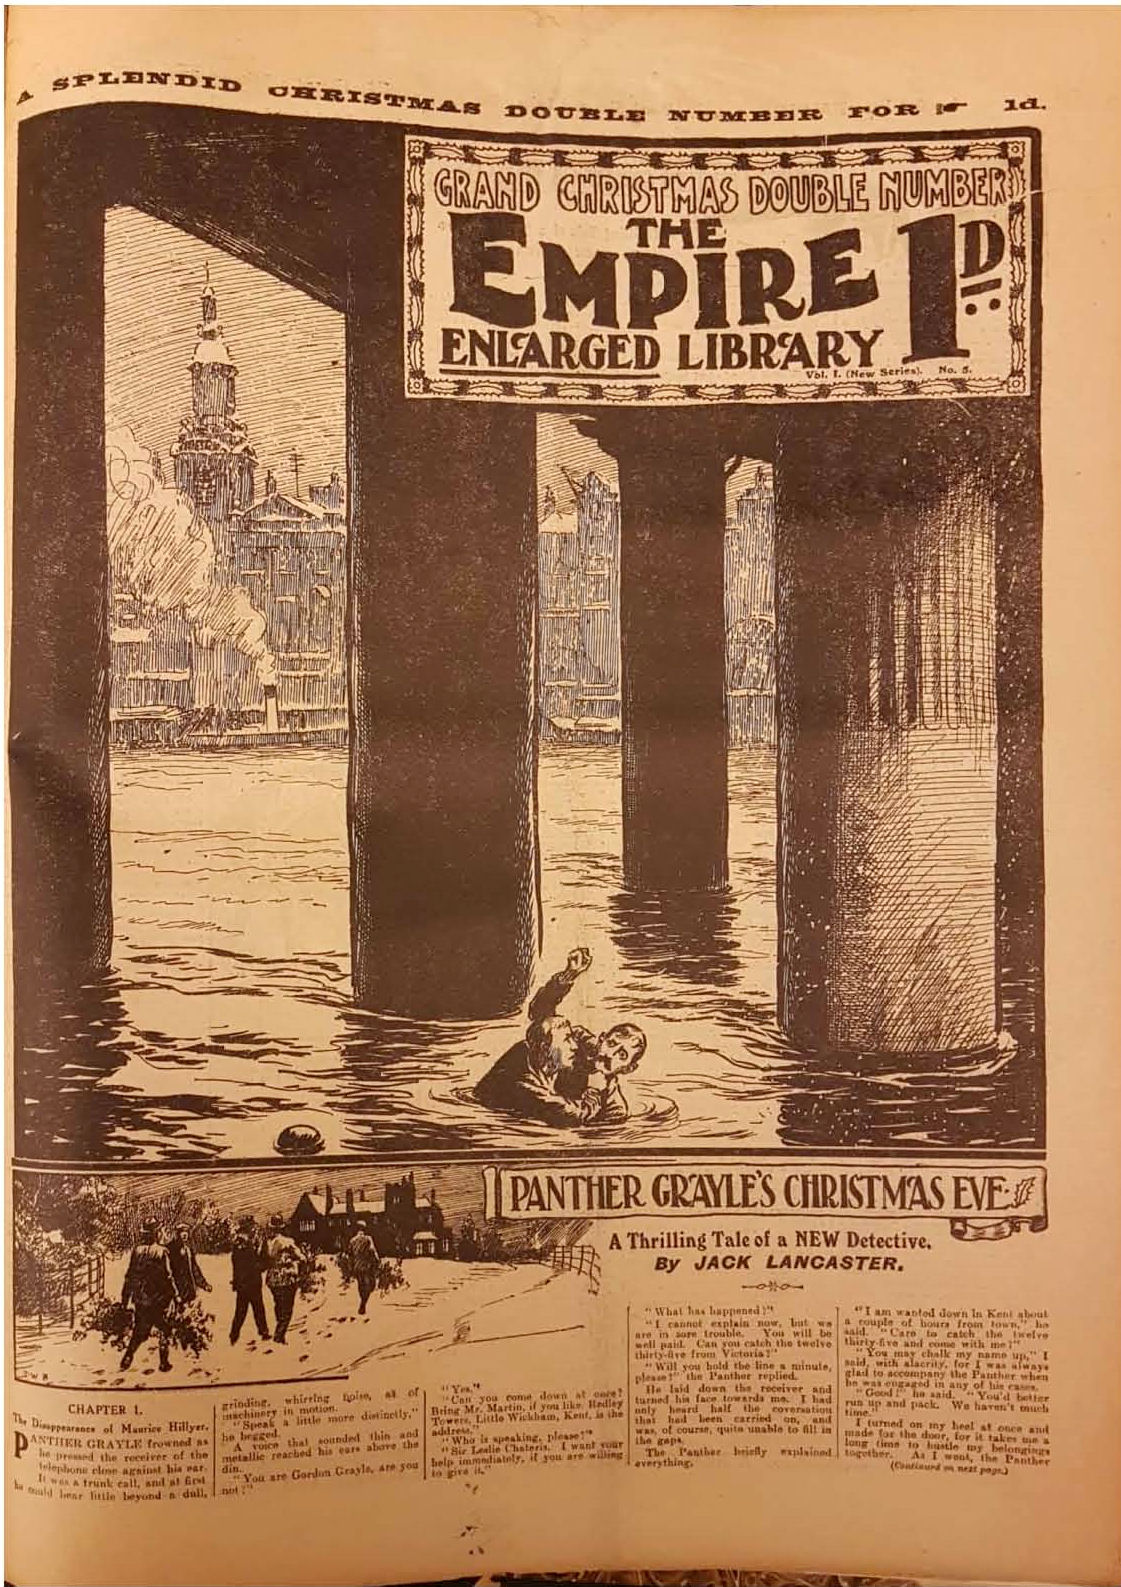 A SPLENDID CHRISTMAS DOUBLE NUMBER FOR 1d.
GRAND CHRISTMAS DOUBLE NUMBER
THE
EMPIRE 1D.
ENLARGED LIBRARY
Vol. I. (New Series). No. 5.
PANTHER GRAYLE'S CHRISTMAS EVE
A Thrilling Tale of a NEW Detective,
By JACK LANCASTER.
CHAPTER 1.
The Disappearance of Maurice Hillyer.
PANTHER GRAYLE frowned as
he pressed the receiver of the
telephone close against his ear.
It was a trunk call, and at first
he could hear little beyond a dull,
grinding, whirring noise, as of
machinery in motion.
"Speak a little more distinctly,"
he begged.
A voice that sounded thin and
metallic reached his ears above the
din.
"You are Gordon Grayle, are you
not?"
"Yes."
"Can you come down at once?
Bring Mr. Martin, if you like. Hedley
Towers, Little Wickham, Kent, is the
address."
"Who is speaking, please?"
"Sir Leslie Chateris. I want your
help immediately, if you are willing
to give it."
"What has happened?"
"I cannot explain now, but we
are in sore trouble. You will be
well paid. Can you catch the twelve
thirty-five from Victoria?"
"Will you hold the line a minute,
please?" the Panther replied.
He laid down the receiver and
turned his face towards me. I had
only heard half the conversation
that had been carried on, and
was, of course, quite unable to fill in
the gaps.
The Panther briefly explained
everything.
"I am wanted down in Kent about
a couple of hours from town," he
said. "Care to catch the twelve
thirty-five and come with me?"
"You may chalk my name up," I
said, with alacrity, for I was always
glad to accompany the Panther when
he was engaged in any of his cases.
"Good!" he said. "You'd better
run up and pack. We haven't much
time."
I turned on my heel at once and
made for the door, for it takes me a
long time to hustle my belongings
together. As I went, the Panther
(Continued on next page.)